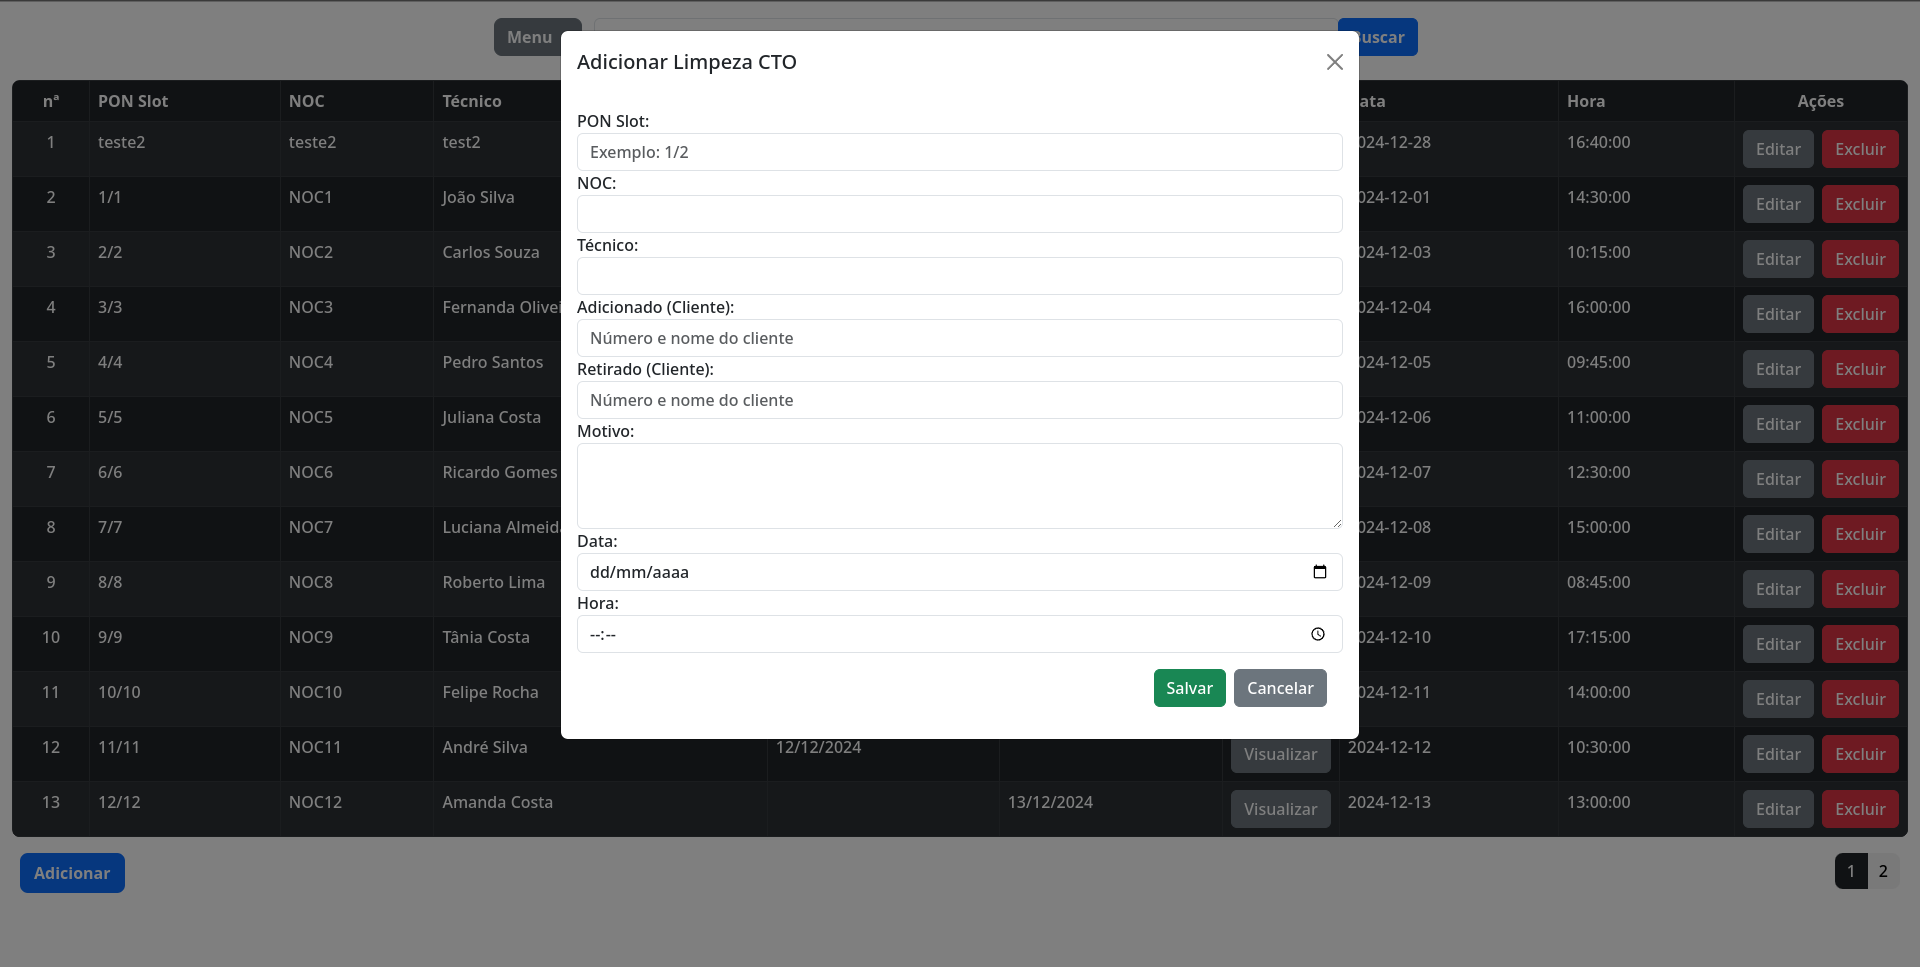 Menu uscar
Adicionar Limpeza CTO
nª PON Slot NOC Técnico ata Hora Ações
PON Slot:
Exemplo: 1/2
NOC:
Técnico:
Adicionado (Cliente):
Número e nome do cliente
Retirado (Cliente):
Número e nome do cliente
Motivo:
Data:
dd/mm/aaaa
Hora:
--:--
Salvar Cancelar
1 teste2 teste2 test2 024-12-28 16:40:00 Editar Excluir
2 1/1 NOC1 João Silva 024-12-01 14:30:00 Editar Excluir
3 2/2 NOC2 Carlos Souza 024-12-03 10:15:00 Editar Excluir
4 3/3 NOC3 Fernanda Olivei 024-12-04 16:00:00 Editar Excluir
5 4/4 NOC4 Pedro Santos 024-12-05 09:45:00 Editar Excluir
6 5/5 NOC5 Juliana Costa 024-12-06 11:00:00 Editar Excluir
7 6/6 NOC6 Ricardo Gomes 024-12-07 12:30:00 Editar Excluir
8 7/7 NOC7 Luciana Almeid 024-12-08 15:00:00 Editar Excluir
9 8/8 NOC8 Roberto Lima 024-12-09 08:45:00 Editar Excluir
10 9/9 NOC9 Tânia Costa 024-12-10 17:15:00 Editar Excluir
11 10/10 NOC10 Felipe Rocha 024-12-11 14:00:00 Editar Excluir
12 11/11 NOC11 André Silva 12/12/2024 Visualizar 2024-12-12 10:30:00 Editar Excluir
13 12/12 NOC12 Amanda Costa 13/12/2024 Visualizar 2024-12-13 13:00:00 Editar Excluir
Adicionar 1 2